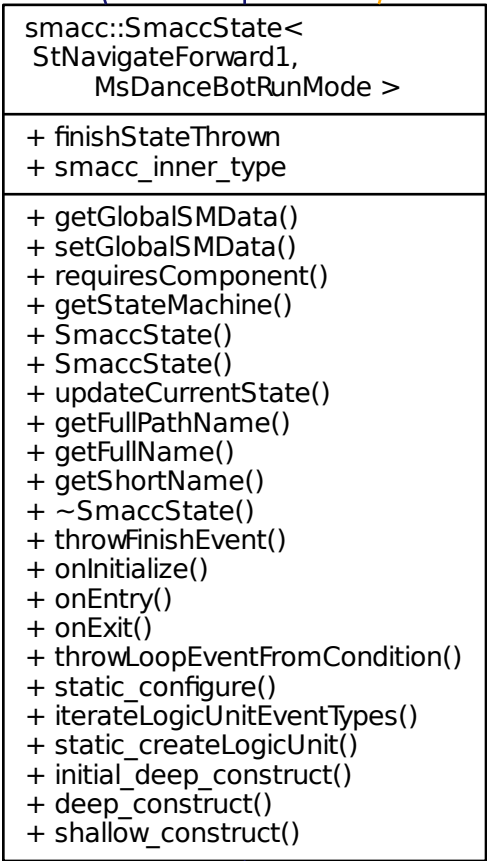 smacc::SmaccState<
StNavigateForward1,
MsDanceBotRunMode >
+ finishStateThrown
+ smacc_inner_type
+ getGlobalSMData()
+ setGlobalSMData()
+ requiresComponent()
+ getStateMachine()
+ SmaccState()
+ SmaccState()
+ updateCurrentState()
+ getFullPathName()
+ getFullName()
+ getShortName()
+ ~SmaccState()
+ throwFinishEvent()
+ onInitialize()
+ onEntry()
+ onExit()
+ throwLoopEventFromCondition()
+ static_configure()
+ iterateLogicUnitEventTypes()
+ static_createLogicUnit()
+ initial_deep_construct()
+ deep_construct()
+ shallow_construct()